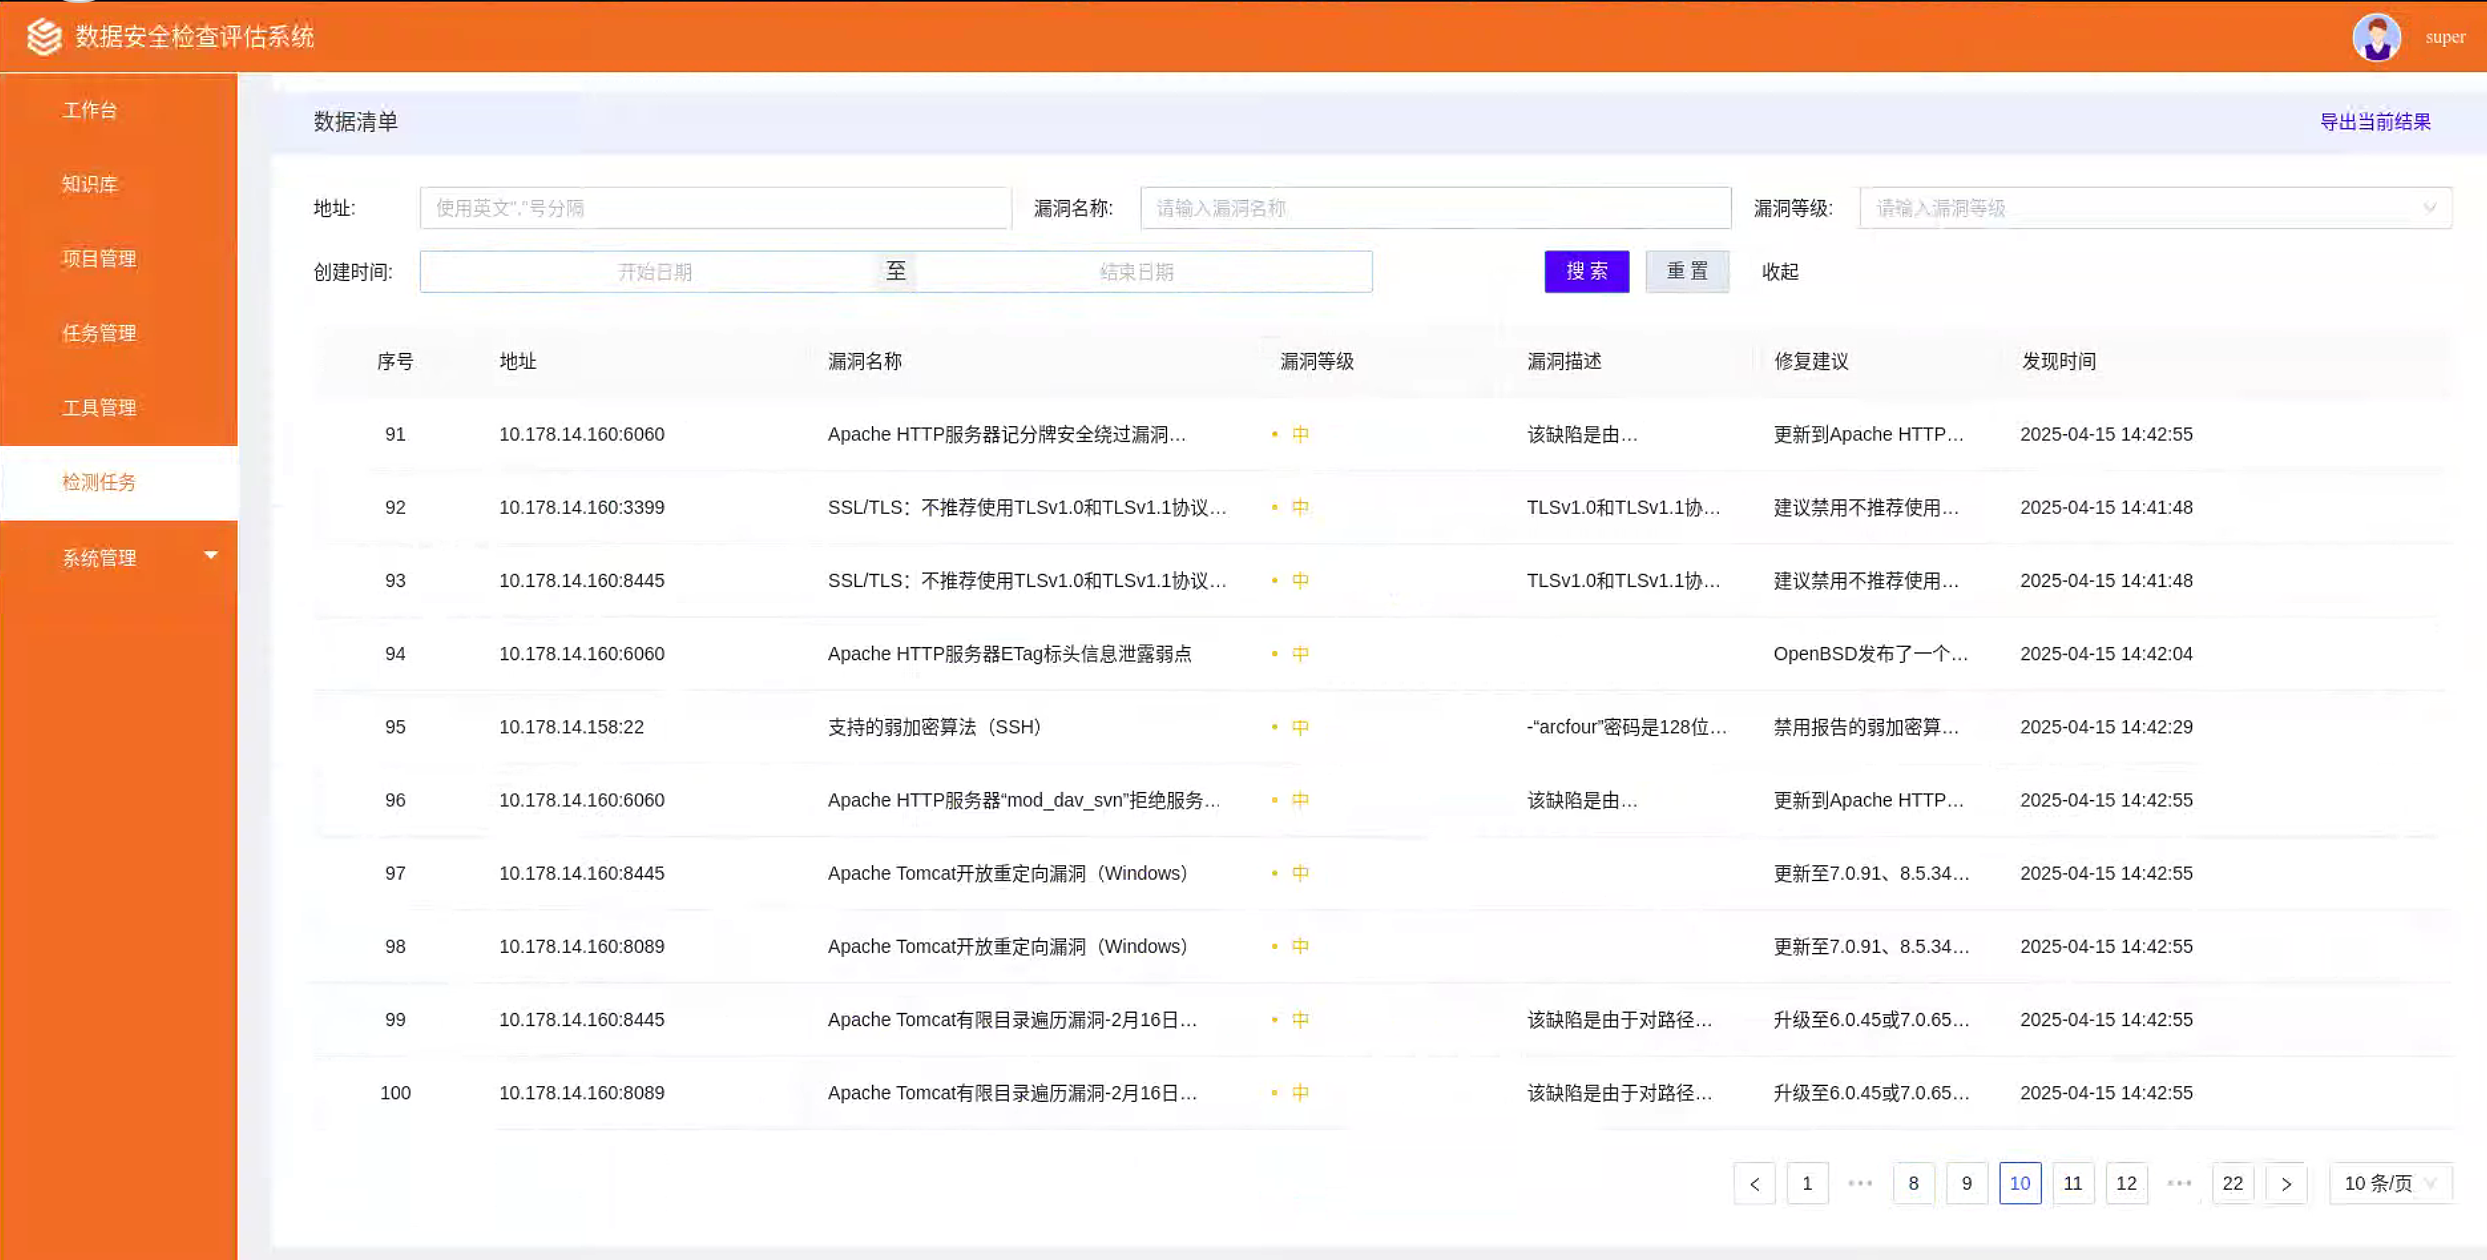 数据安全检查评估系统
super
工作台
知识库
项目管理
任务管理
工具管理
检测任务
系统管理
数据清单
导出当前结果
地址: 使用英文","号分隔 漏洞名称: 请输入漏洞名称 漏洞等级: 请输入漏洞等级
创建时间: 开始日期 至 结束日期 搜 索 重 置 收起
序号 地址 漏洞名称 漏洞等级 漏洞描述 修复建议 发现时间
91 10.178.14.160:6060 Apache HTTP服务器记分牌安全绕过漏洞... 中 该缺陷是由... 更新到Apache HTTP... 2025-04-15 14:42:55
92 10.178.14.160:3399 SSL/TLS：不推荐使用TLSv1.0和TLSv1.1协议... 中 TLSv1.0和TLSv1.1协... 建议禁用不推荐使用... 2025-04-15 14:41:48
93 10.178.14.160:8445 SSL/TLS：不推荐使用TLSv1.0和TLSv1.1协议... 中 TLSv1.0和TLSv1.1协... 建议禁用不推荐使用... 2025-04-15 14:41:48
94 10.178.14.160:6060 Apache HTTP服务器ETag标头信息泄露弱点 中 OpenBSD发布了一个... 2025-04-15 14:42:04
95 10.178.14.158:22 支持的弱加密算法（SSH） 中 -“arcfour”密码是128位... 禁用报告的弱加密算... 2025-04-15 14:42:29
96 10.178.14.160:6060 Apache HTTP服务器“mod_dav_svn”拒绝服务... 中 该缺陷是由... 更新到Apache HTTP... 2025-04-15 14:42:55
97 10.178.14.160:8445 Apache Tomcat开放重定向漏洞（Windows） 中 更新至7.0.91、8.5.34... 2025-04-15 14:42:55
98 10.178.14.160:8089 Apache Tomcat开放重定向漏洞（Windows） 中 更新至7.0.91、8.5.34... 2025-04-15 14:42:55
99 10.178.14.160:8445 Apache Tomcat有限目录遍历漏洞-2月16日... 中 该缺陷是由于对路径... 升级至6.0.45或7.0.65... 2025-04-15 14:42:55
100 10.178.14.160:8089 Apache Tomcat有限目录遍历漏洞-2月16日... 中 该缺陷是由于对路径... 升级至6.0.45或7.0.65... 2025-04-15 14:42:55
< 1 ••• 8 9 10 11 12 ••• 22 > 10 条/页